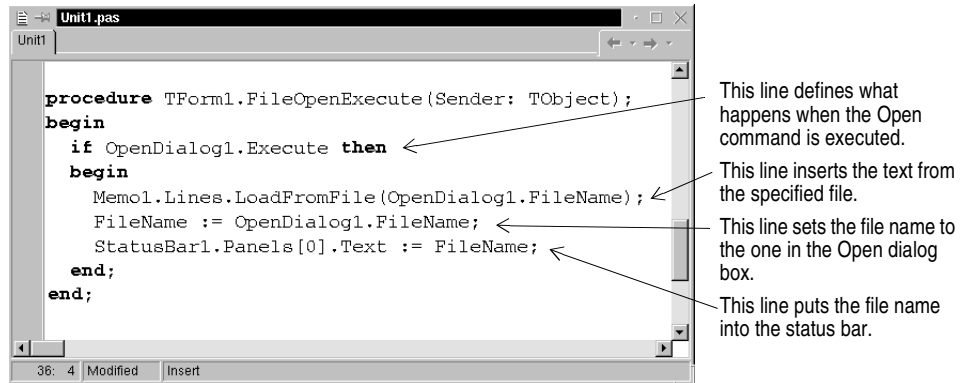 Unit1.pas
Unit1
procedure TForm1.FileOpenExecute(Sender: TObject);
begin
if OpenDialog1.Execute then
begin
Memo1.Lines.LoadFromFile(OpenDialog1.FileName);
FileName := OpenDialog1.FileName;
StatusBar1.Panels[0].Text := FileName;
end;
end;
36: 4 Modified Insert
This line defines what
happens when the Open
command is executed.
This line inserts the text from
the specified file.
This line sets the file name to
the one in the Open dialog
box.
This line puts the file name
into the status bar.